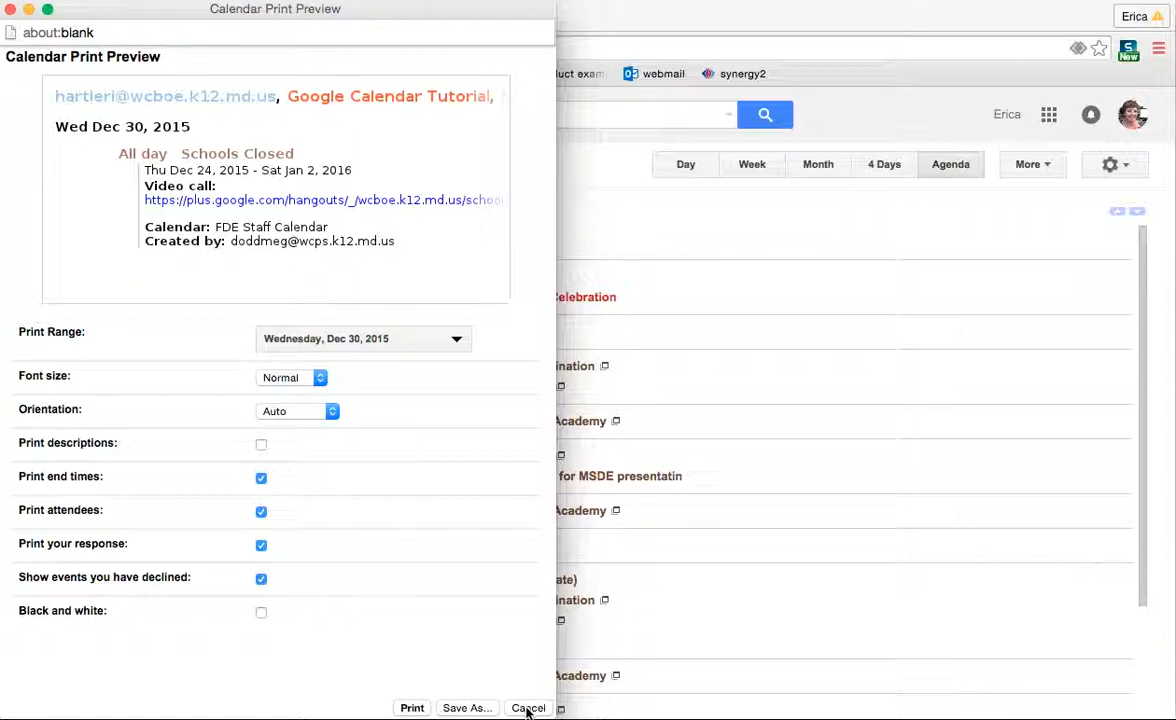 Calendar Print Preview
Erica
about:blank
Calendar Print Preview
duct exam
webmail
synergy2
New
hartleri@wcboe.k12.md.us, Google Calendar Tutorial,
Wed Dec 30, 2015
All day Schools Closed
Thu Dec 24, 2015 - Sat Jan 2, 2016
Video call:
https://plus.google.com/hangouts/_/wcboe.k12.md.us/schoo
Calendar: FDE Staff Calendar
Created by: doddmeg@wcps.k12.md.us
Erica
Day Week Month 4 Days Agenda More
Print Range: Wednesday, Dec 30, 2015
Font size: Normal
Orientation: Auto
Print descriptions:
Print end times:
Print attendees:
Print your response:
Show events you have declined:
Black and white:
Print Save As... Cancel
Celebration
ination
Academy
for MSDE presentatin
Academy
ate)
ination
Academy